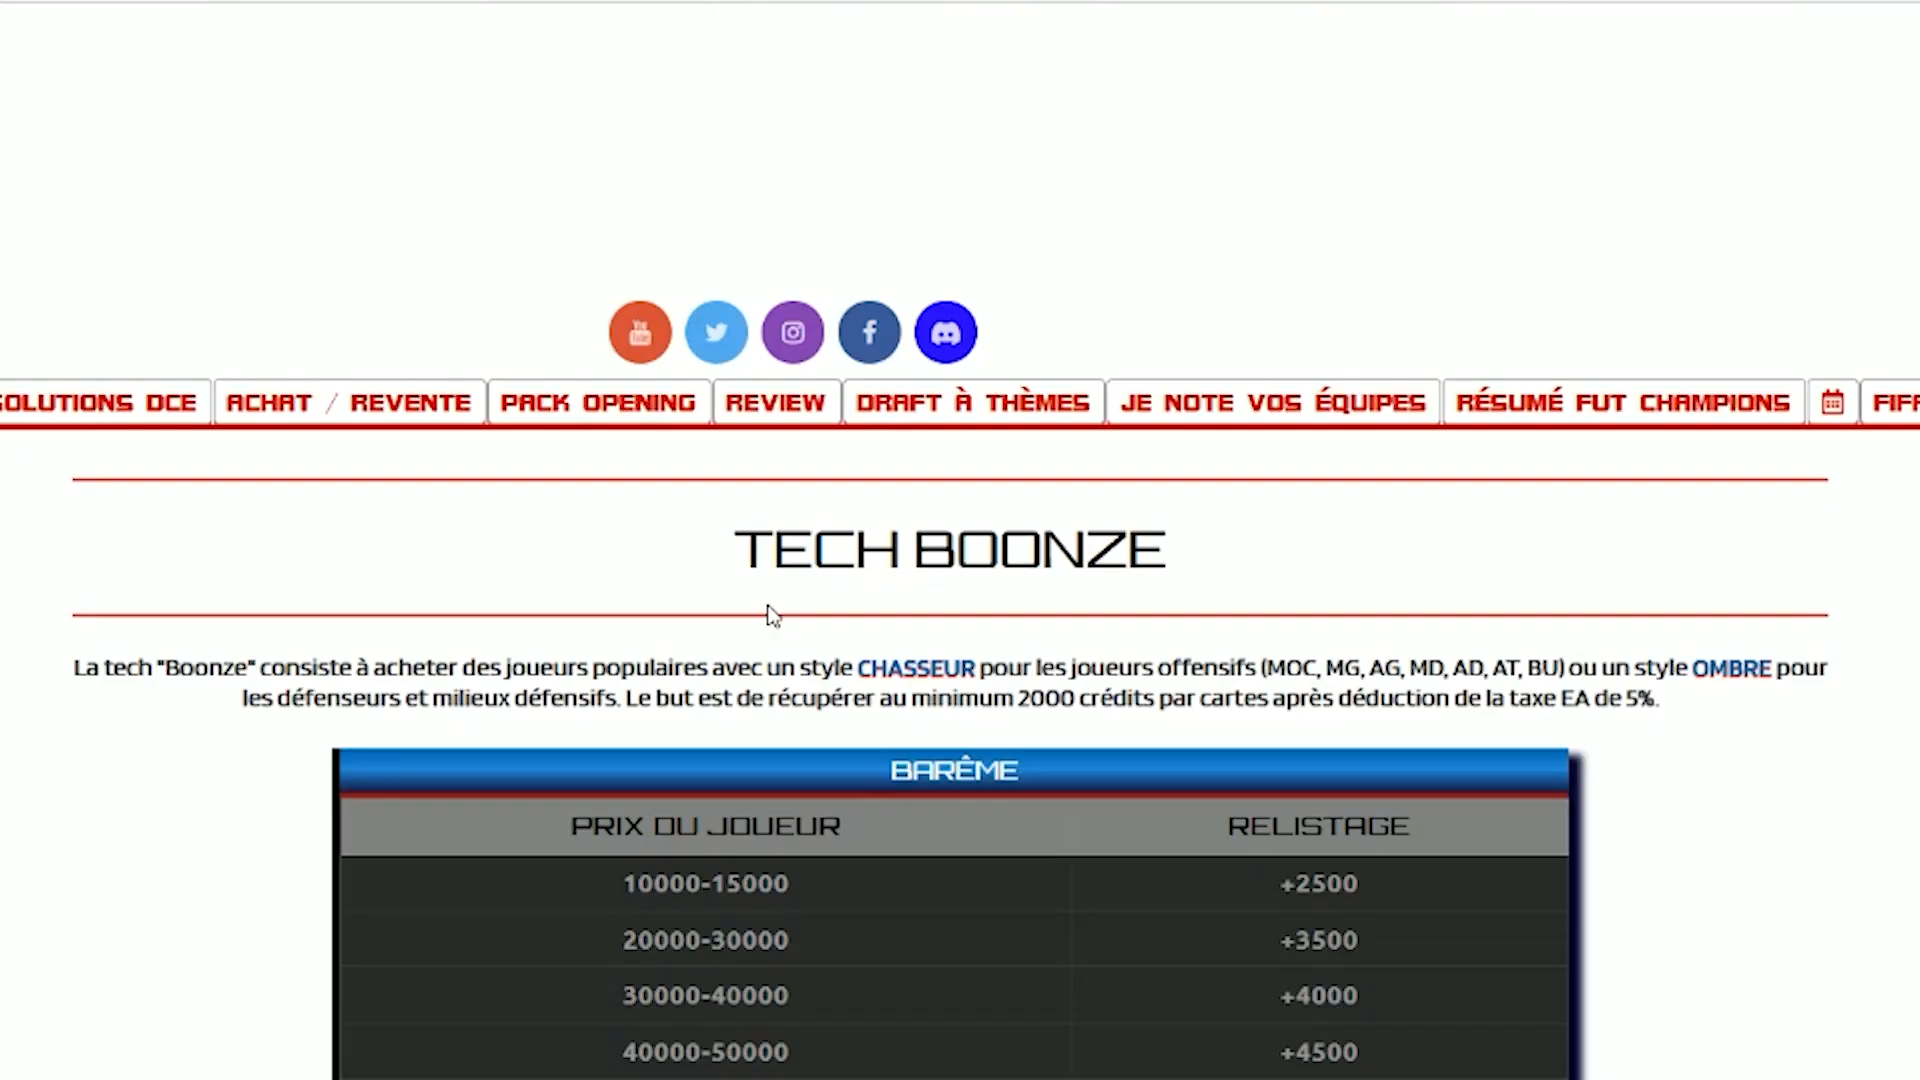 SOLUTIONS DCE
ACHAT / REVENTE
PACK OPENING
REVIEW
DRAFT À THÈMES
JE NOTE VOS ÉQUIPES
RÉSUMÉ FUT CHAMPIONS
TECH BOONZE
La tech "Boonze" consiste à acheter des joueurs populaires avec un style CHASSEUR pour les joueurs offensifs (MOC, MG, AG, MD, AD, AT, BU) ou un style OMBRE pour
les défenseurs et milieux défensifs. Le but est de récupérer au minimum 2000 crédits par cartes après déduction de la taxe EA de 5%.
BARÊME
PRIX DU JOUEUR RELISTAGE
10000-15000 +2500
20000-30000 +3500
30000-40000 +4000
40000-50000 +4500